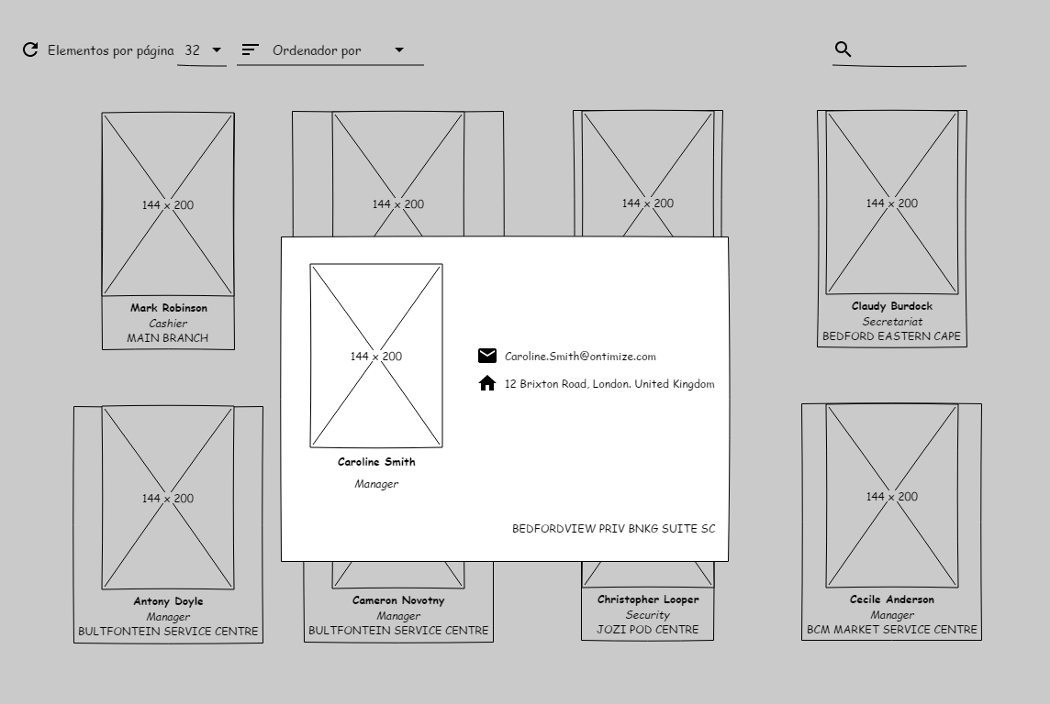 Elementos por página 32 Ordenador por
144 x 200
144 x 200
144 x 200
144 x 200
Mark Robinson
Cashier
MAIN BRANCH
Claudy Burdock
Secretariat
BEDFORD EASTERN CAPE
144 x 200
Caroline.Smith@ontimize.com
12 Brixton Road, London. United Kingdom
Caroline Smith
Manager
BEDFORDVIEW PRIV BNKG SUITE SC
144 x 200
Antony Doyle
Manager
BULTFONTEIN SERVICE CENTRE
Cameron Novotny
Manager
BULTFONTEIN SERVICE CENTRE
Christopher Looper
Security
JOZI POD CENTRE
144 x 200
Cecile Anderson
Manager
BCM MARKET SERVICE CENTRE